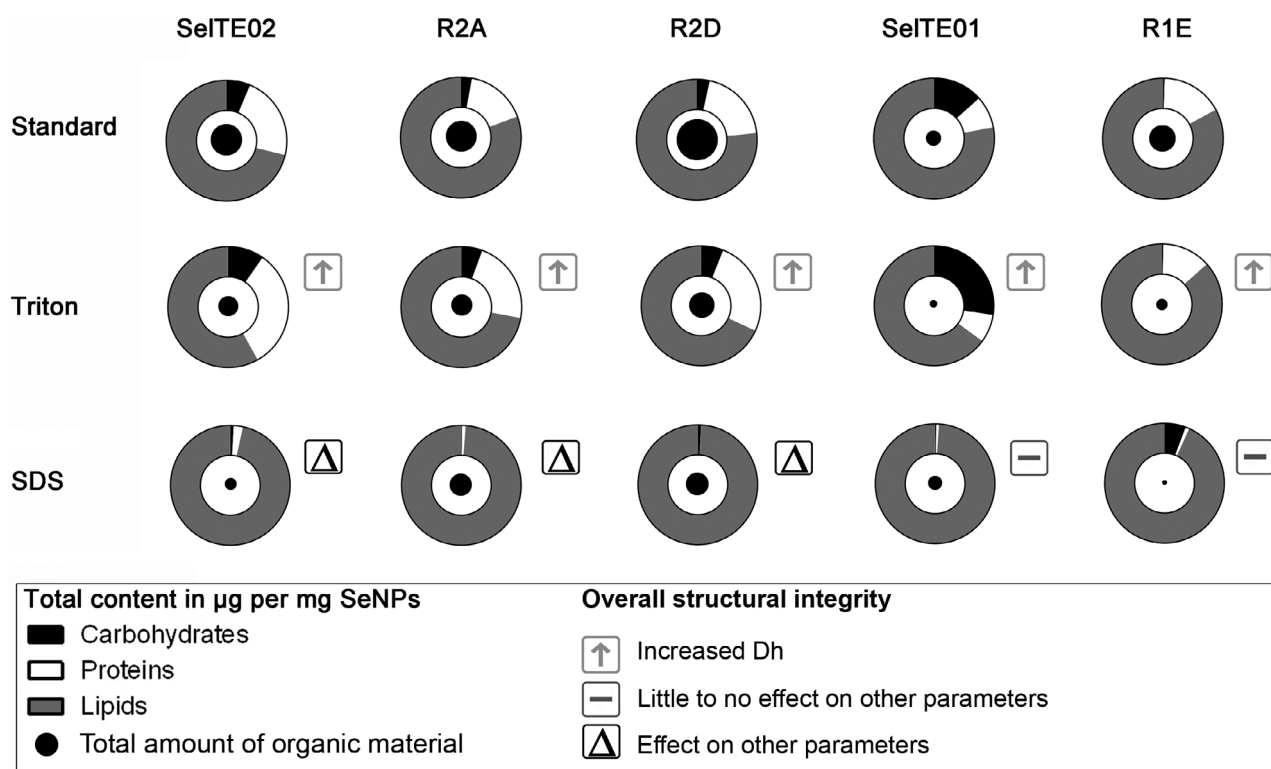 SelTE02 R2A R2D SelTE01 R1E
Standard
Triton
SDS
Total content in µg per mg SeNPs
Carbohydrates
Proteins
Lipids
Total amount of organic material
Overall structural integrity
↑ Increased Dh
− Little to no effect on other parameters
Δ Effect on other parameters